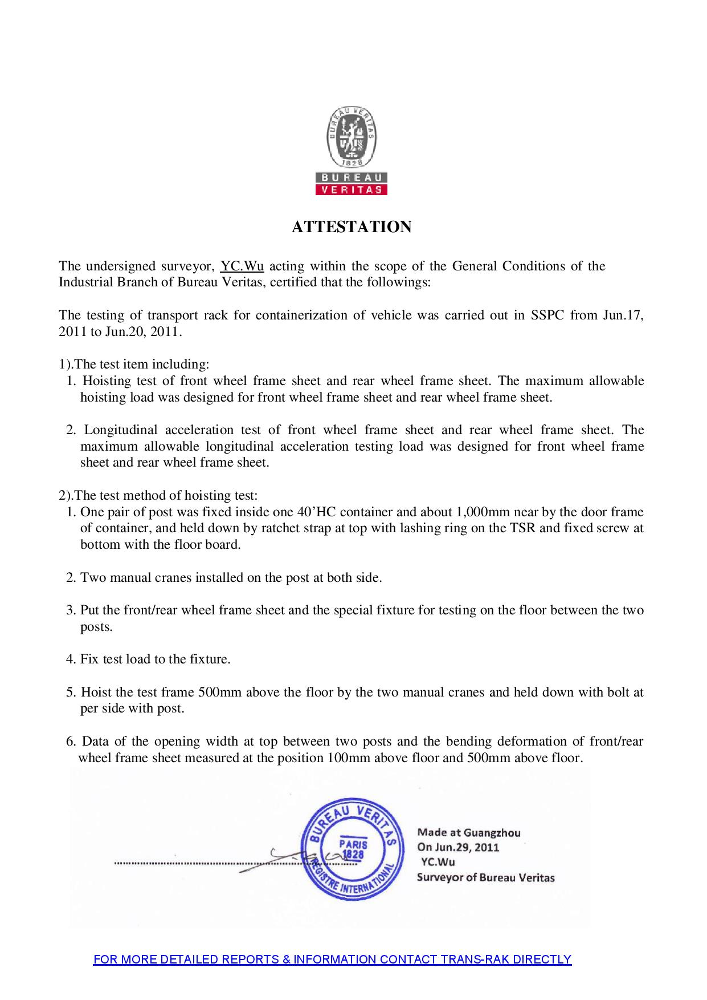 BUREAU VERITAS
1828
BUREAU
VERITAS
ATTESTATION
The undersigned surveyor, YC.Wu acting within the scope of the General Conditions of the
Industrial Branch of Bureau Veritas, certified that the followings:
The testing of transport rack for containerization of vehicle was carried out in SSPC from Jun.17,
2011 to Jun.20, 2011.
1).The test item including:
1. Hoisting test of front wheel frame sheet and rear wheel frame sheet. The maximum allowable
hoisting load was designed for front wheel frame sheet and rear wheel frame sheet.
2. Longitudinal acceleration test of front wheel frame sheet and rear wheel frame sheet. The
maximum allowable longitudinal acceleration testing load was designed for front wheel frame
sheet and rear wheel frame sheet.
2).The test method of hoisting test:
1. One pair of post was fixed inside one 40’HC container and about 1,000mm near by the door frame
of container, and held down by ratchet strap at top with lashing ring on the TSR and fixed screw at
bottom with the floor board.
2. Two manual cranes installed on the post at both side.
3. Put the front/rear wheel frame sheet and the special fixture for testing on the floor between the two
posts.
4. Fix test load to the fixture.
5. Hoist the test frame 500mm above the floor by the two manual cranes and held down with bolt at
per side with post.
6. Data of the opening width at top between two posts and the bending deformation of front/rear
wheel frame sheet measured at the position 100mm above floor and 500mm above floor.
BUREAU VERITAS
PARIS
1828
REGISTRE INTERNATIONAL
Made at Guangzhou
On Jun.29, 2011
YC.Wu
Surveyor of Bureau Veritas
FOR MORE DETAILED REPORTS & INFORMATION CONTACT TRANS-RAK DIRECTLY